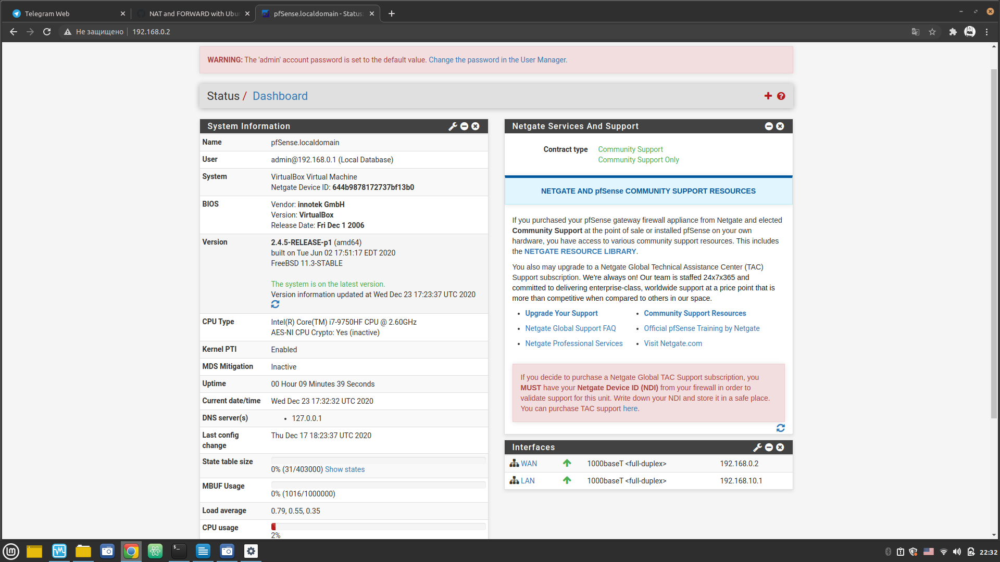 Telegram Web
NAT and FORWARD with Ubu
pfSense.localdomain - Status:
Не защищено
192.168.0.2
WARNING: The 'admin' account password is set to the default value. Change the password in the User Manager.
Status / Dashboard
System Information
Name pfSense.localdomain
User admin@192.168.0.1 (Local Database)
System VirtualBox Virtual Machine
Netgate Device ID: 644b9878172737bf13b0
BIOS Vendor: innotek GmbH
Version: VirtualBox
Release Date: Fri Dec 1 2006
Version 2.4.5-RELEASE-p1 (amd64)
built on Tue Jun 02 17:51:17 EDT 2020
FreeBSD 11.3-STABLE
The system is on the latest version.
Version information updated at Wed Dec 23 17:23:37 UTC 2020
CPU Type Intel(R) Core(TM) i7-9750HF CPU @ 2.60GHz
AES-NI CPU Crypto: Yes (inactive)
Kernel PTI Enabled
MDS Mitigation Inactive
Uptime 00 Hour 09 Minutes 39 Seconds
Current date/time Wed Dec 23 17:32:32 UTC 2020
DNS server(s) • 127.0.0.1
Last config change Thu Dec 17 18:23:37 UTC 2020
State table size 0% (31/403000) Show states
MBUF Usage 0% (1016/1000000)
Load average 0.79, 0.55, 0.35
CPU usage 2%
Netgate Services And Support
Contract type Community Support
Community Support Only
NETGATE AND pfSense COMMUNITY SUPPORT RESOURCES
If you purchased your pfSense gateway firewall appliance from Netgate and elected
Community Support at the point of sale or installed pfSense on your own
hardware, you have access to various community support resources. This includes
the NETGATE RESOURCE LIBRARY.
You also may upgrade to a Netgate Global Technical Assistance Center (TAC)
Support subscription. We're always on! Our team is staffed 24x7x365 and
committed to delivering enterprise-class, worldwide support at a price point that is
more than competitive when compared to others in our space.
• Upgrade Your Support
• Community Support Resources
• Netgate Global Support FAQ
• Official pfSense Training by Netgate
• Netgate Professional Services
• Visit Netgate.com
If you decide to purchase a Netgate Global TAC Support subscription, you
MUST have your Netgate Device ID (NDI) from your firewall in order to
validate support for this unit. Write down your NDI and store it in a safe place.
You can purchase TAC support here.
Interfaces
WAN 1000baseT <full-duplex> 192.168.0.2
LAN 1000baseT <full-duplex> 192.168.10.1
22:32